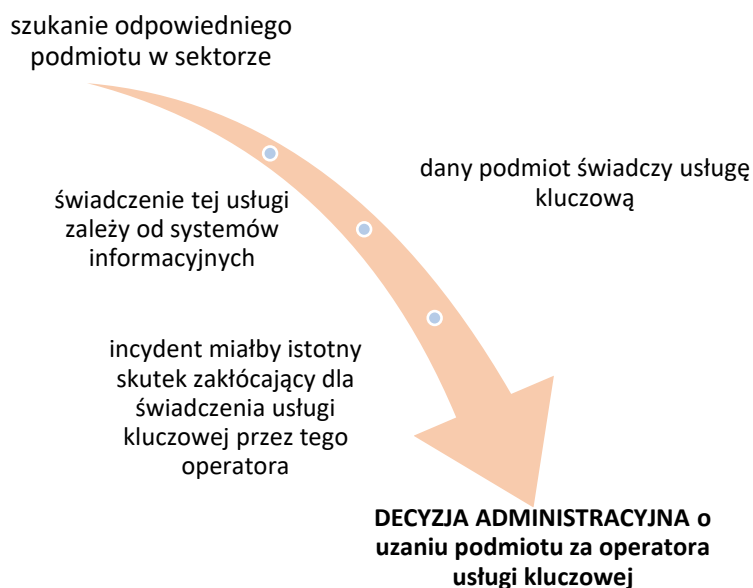 szukanie odpowiedniego
podmiotu w sektorze
dany podmiot świadczy usługę
kluczową
świadczenie tej usługi
zależy od systemów
informacyjnych
incydent miałby istotny
skutek zakłócający dla
świadczenia usługi
kluczowej przez tego
operatora
DECYZJA ADMINISTRACYJNA o
uzaniu podmiotu za operatora
usługi kluczowej